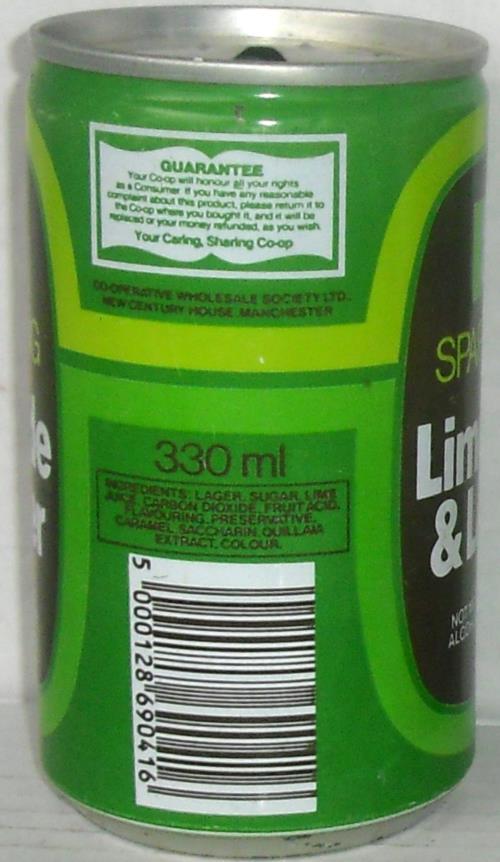 GUARANTEE
Your Co-op will honour all your rights
as a Consumer. If you have any reasonable
complaint about this product, please return it to
the Co-op where you bought it, and it will be
replaced or your money refunded, as you wish.
Your Caring, Sharing Co-op
CO-OPERATIVE WHOLESALE SOCIETY LTD.,
NEW CENTURY HOUSE, MANCHESTER
330 ml
INGREDIENTS: LAGER, SUGAR, LIME
JUICE, CARBON DIOXIDE, FRUIT ACID,
FLAVOURING, PRESERVATIVE,
CARAMEL, SACCHARIN, QUILLAIA
EXTRACT, COLOUR.
5 000128 690416
G
e
r
SPA
Lim
& L
NOT
ALCO